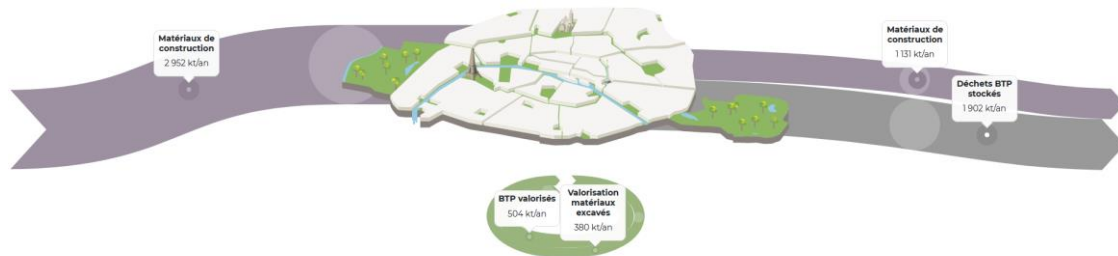 Matériaux de
construction
2 952 kt/an
Matériaux de
construction
1 131 kt/an
Déchets BTP
stockés
1 902 kt/an
BTP valorisés
504 kt/an
Valorisation
matériaux
excavés
380 kt/an